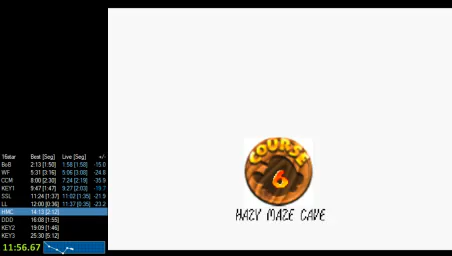 COURSE
6
HAZY MAZE CAVE
16star Best [Seg] Live [Seg] +/-
BoB 2:13 [1:50] 1:58 [1:58] -15.0
WF 5:31 [3:16] 5:06 [3:00] -24.8
CCM 8:00 [2:30] 7:24 [2:19] -35.9
KEY1 9:47 [1:47] 9:27 [2:03] -19.7
SSL 11:24 [1:37] 11:02 [1:35] -21.9
LL 12:00 [0:36] 11:37 [0:35] -23.2
HMC 14:13 [2:12]
DDD 16:08 [1:55]
KEY2 19:09 [1:46]
KEY3 25:30 [5:12]
11:56.67